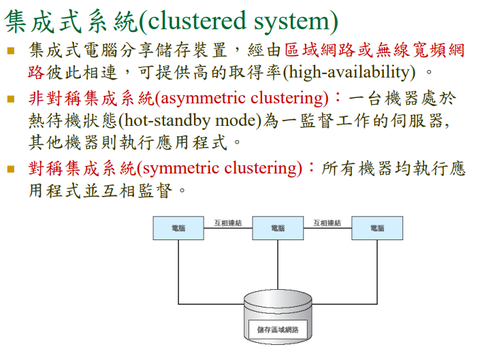 集成式系統(clustered system)
集成式電腦分享儲存裝置,經由區域網路或無線寬頻網
路彼此相連,可提供高的取得率(high-availability) 。
非對稱集成系統(asymmetric clustering):一台機器處於
熱待機狀態(hot-standby mode)為一監督工作的伺服器,
其他機器則執行應用程式。
對稱集成系統(symmetric clustering):所有機器均執行應
用程式並互相監督。
電腦 互相連結 電腦 互相連結 電腦
儲存區域網路